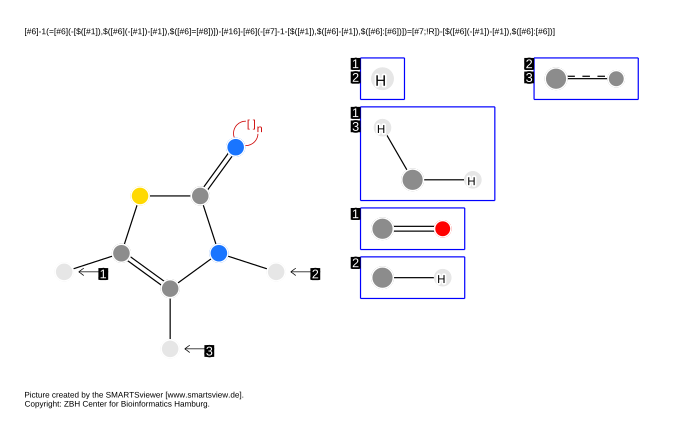 [#6]-1(=[#6](-[$([#1]),$([#6](-[#1])-[#1]),$([#6]=[#8])])-[#16]-[#6](-[#7]-1-[$([#1]),$([#6]-[#1]),$([#6]:[#6])])=[#7;!R])-[$([#6](-[#1])-[#1]),$([#6]:[#6])]
1
2
H
2
3
1
3
H
H
[ ]n
1
2
1
2
H
3
Picture created by the SMARTSviewer [www.smartsview.de].
Copyright: ZBH Center for Bioinformatics Hamburg.